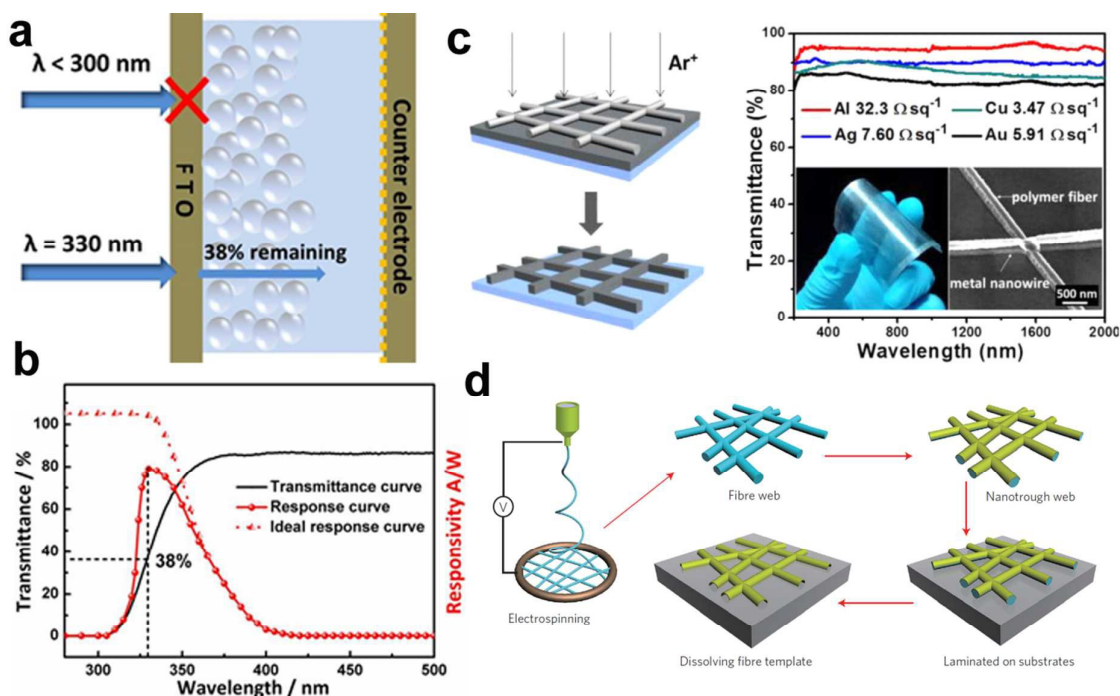 a
λ < 300 nm
FTO
λ = 330 nm
38% remaining
Counter electrode
b
Transmittance / %
100
80
60
40
20
0
Transmittance curve
Response curve
Ideal response curve
38%
Responsivity A/W
300 350 400 450 500
Wavelength / nm
c
Ar⁺
Transmittance (%)
100
80
60
40
20
0
Al 32.3 Ω sq⁻¹ Cu 3.47 Ω sq⁻¹
Ag 7.60 Ω sq⁻¹ Au 5.91 Ω sq⁻¹
polymer fiber
metal nanowire
500 nm
400 800 1200 1600 2000
Wavelength (nm)
d
V
Electrospinning
Fibre web
Nanotrough web
Dissolving fibre template
Laminated on substrates